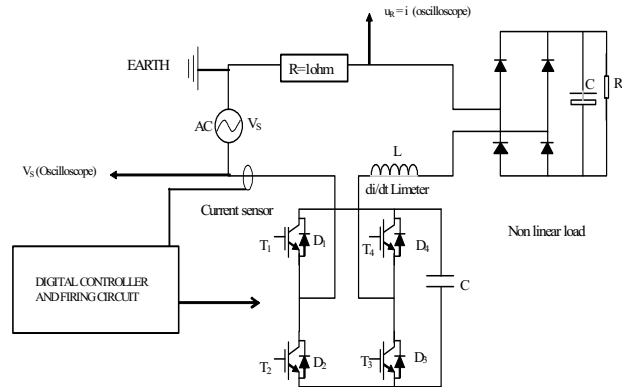 u_R = i (oscilloscope)
EARTH
R=1ohm
C
R
AC
V_S
V_S (Oscilloscope)
L
di/dt Limeter
Current sensor
Non linear load
T_1
D_1
T_4
D_4
DIGITAL CONTROLLER
AND FIRING CIRCUIT
C
T_2
D_2
T_3
D_3